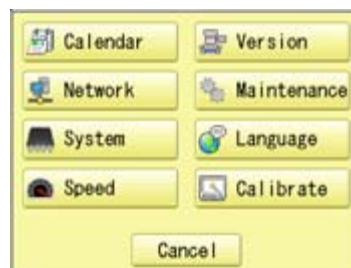 Calendar
Version
Network
Maintenance
System
Language
Speed
Calibrate
Cancel